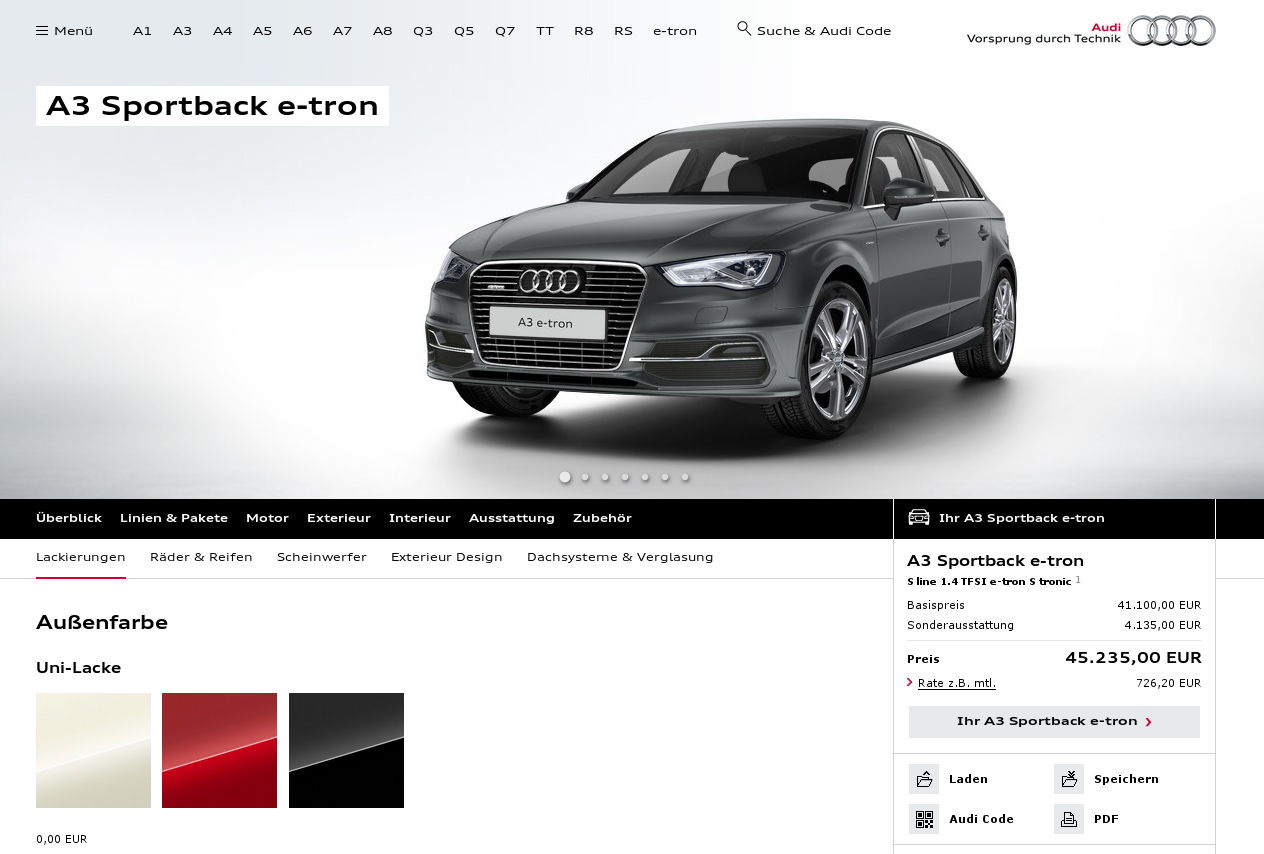 Menü A1 A3 A4 A5 A6 A7 A8 Q3 Q5 Q7 TT R8 RS e-tron Suche & Audi Code
Audi
Vorsprung durch Technik
A3 Sportback e-tron
A3 e-tron
Überblick Linien & Pakete Motor Exterieur Interieur Ausstattung Zubehör
Ihr A3 Sportback e-tron
Lackierungen Räder & Reifen Scheinwerfer Exterieur Design Dachsysteme & Verglasung
A3 Sportback e-tron
S line 1.4 TFSI e-tron S tronic 1
Basispreis 41.100,00 EUR
Sonderausstattung 4.135,00 EUR
Preis 45.235,00 EUR
Rate z.B. mtl. 726,20 EUR
Ihr A3 Sportback e-tron
Laden Speichern
Audi Code PDF
Außenfarbe
Uni-Lacke
0,00 EUR